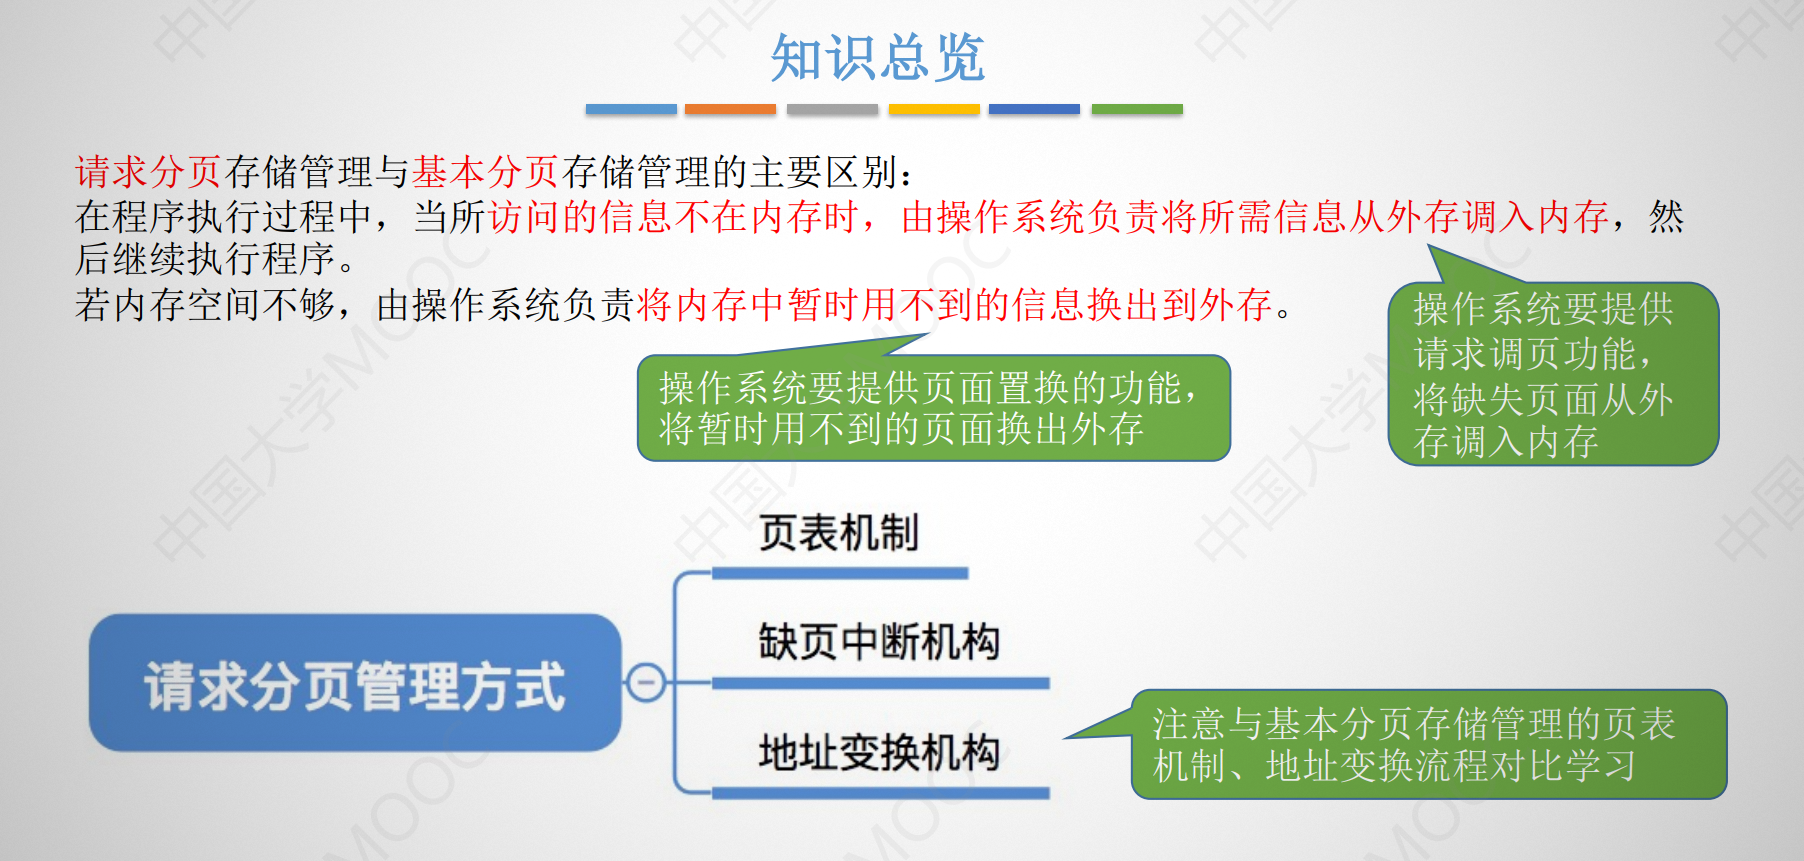 知识总览
请求分页存储管理与基本分页存储管理的主要区别：
在程序执行过程中，当所访问的信息不在内存时，由操作系统负责将所需信息从外存调入内存，然
后继续执行程序。
若内存空间不够，由操作系统负责将内存中暂时用不到的信息换出到外存。
操作系统要提供
请求调页功能，
将缺失页面从外
存调入内存
操作系统要提供页面置换的功能，
将暂时用不到的页面换出外存
页表机制
缺页中断机构
请求分页管理方式
地址变换机构
注意与基本分页存储管理的页表
机制、地址变换流程对比学习
中国大学MOOC